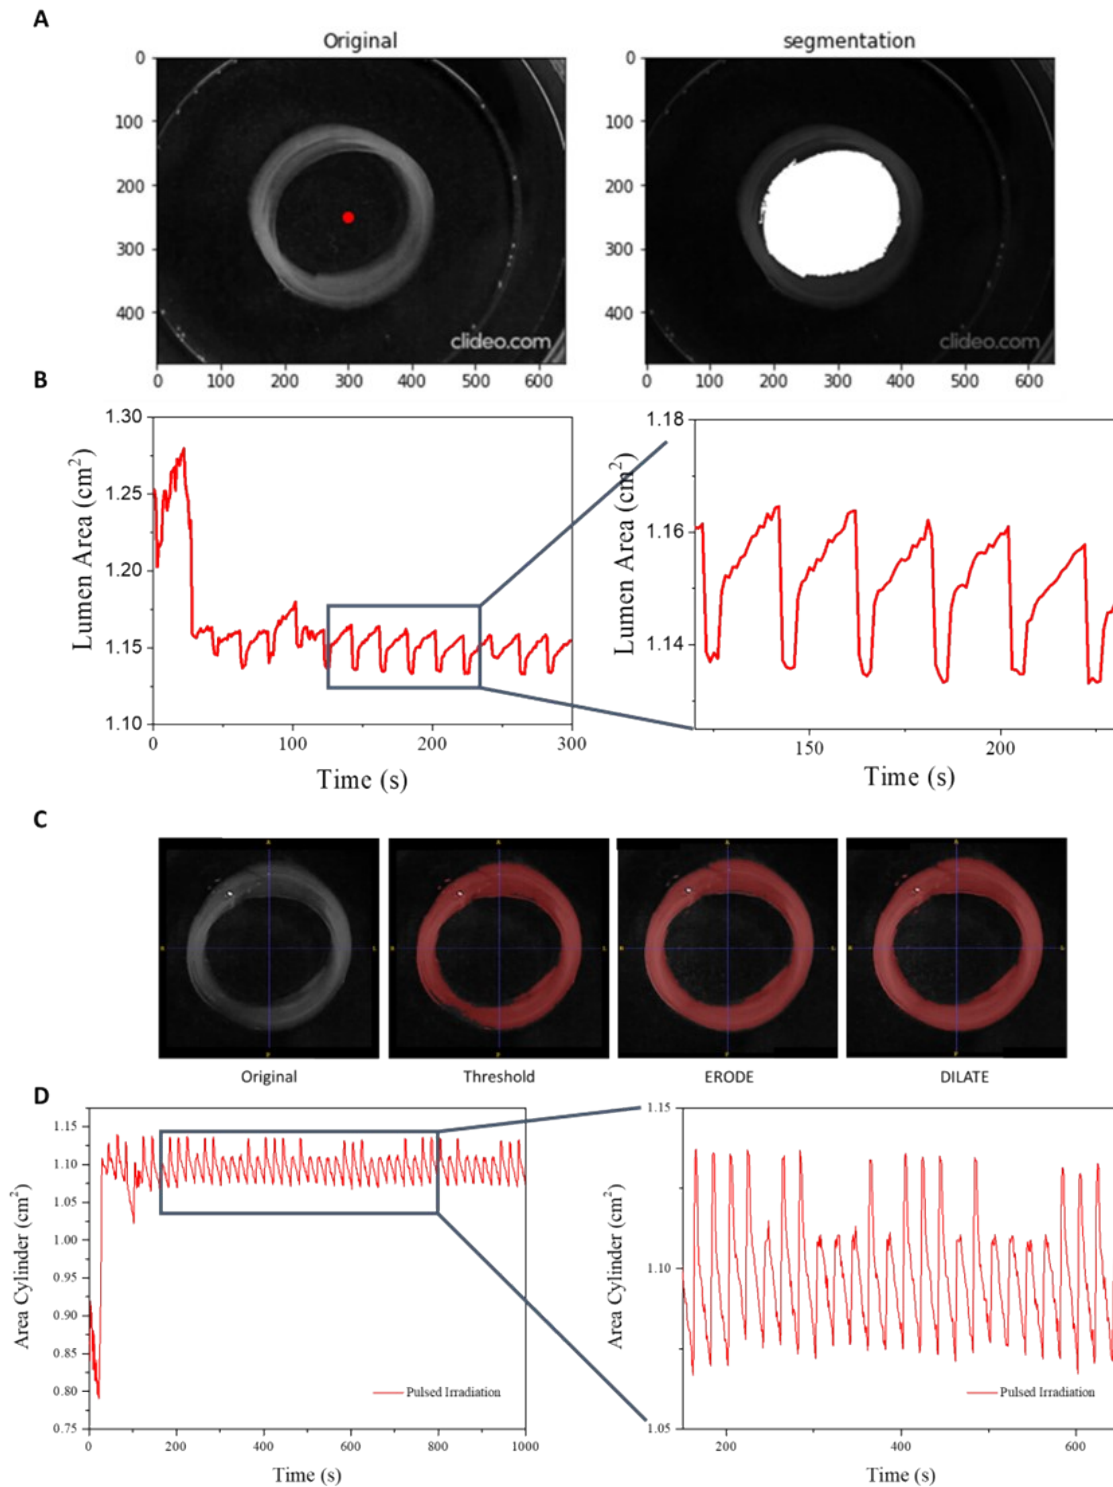 A
Original
segmentation
0
100
200
300
400
clideo.com
0 100 200 300 400 500 600
0
100
200
300
400
clideo.com
0 100 200 300 400 500 600
B
1.30
1.25
1.20
1.15
1.10
Lumen Area (cm²)
0 100 200 300
Time (s)
1.18
1.16
1.14
Lumen Area (cm²)
150 200
Time (s)
C
Original
Threshold
ERODE
DILATE
D
1.15
1.10
1.05
1.00
0.95
0.90
0.85
0.80
0.75
Area Cylinder (cm²)
Pulsed Irradiation
0 200 400 600 800 1000
Time (s)
1.15
1.10
1.05
Area Cylinder (cm²)
Pulsed Irradiation
200 400 600
Time (s)